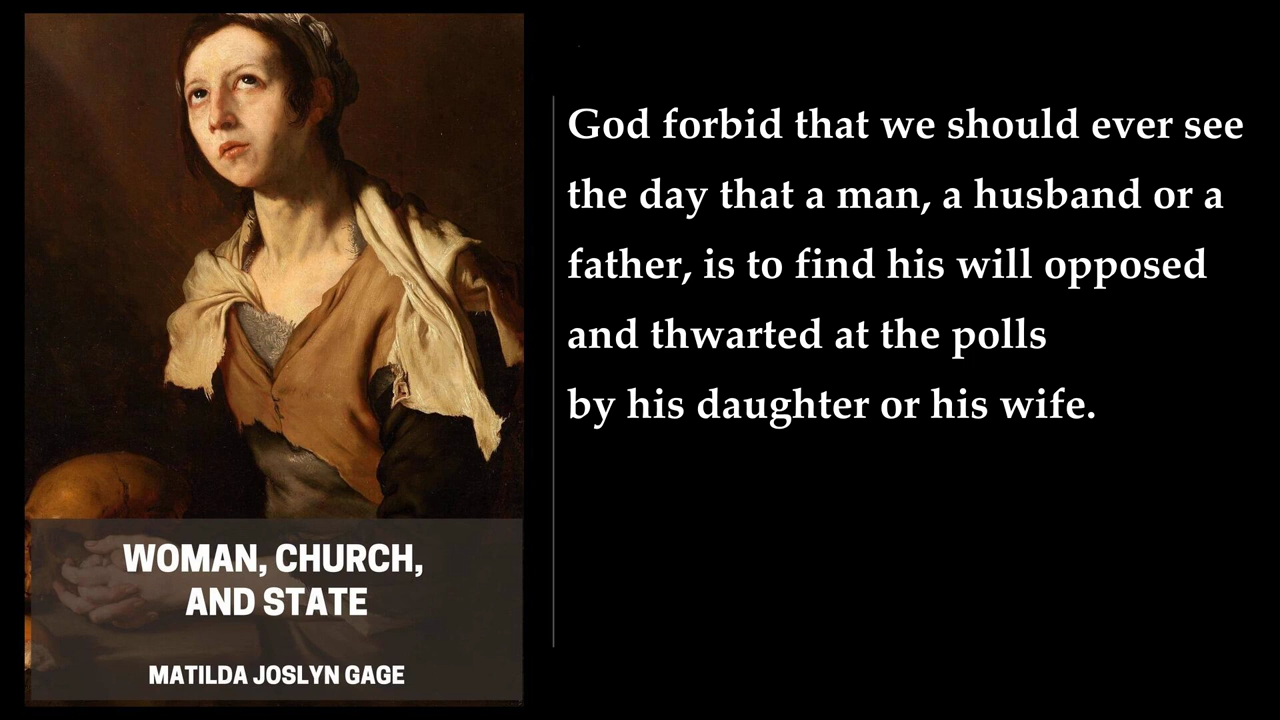 WOMAN, CHURCH,
AND STATE
MATILDA JOSLYN GAGE
God forbid that we should ever see
the day that a man, a husband or a
father, is to find his will opposed
and thwarted at the polls
by his daughter or his wife.